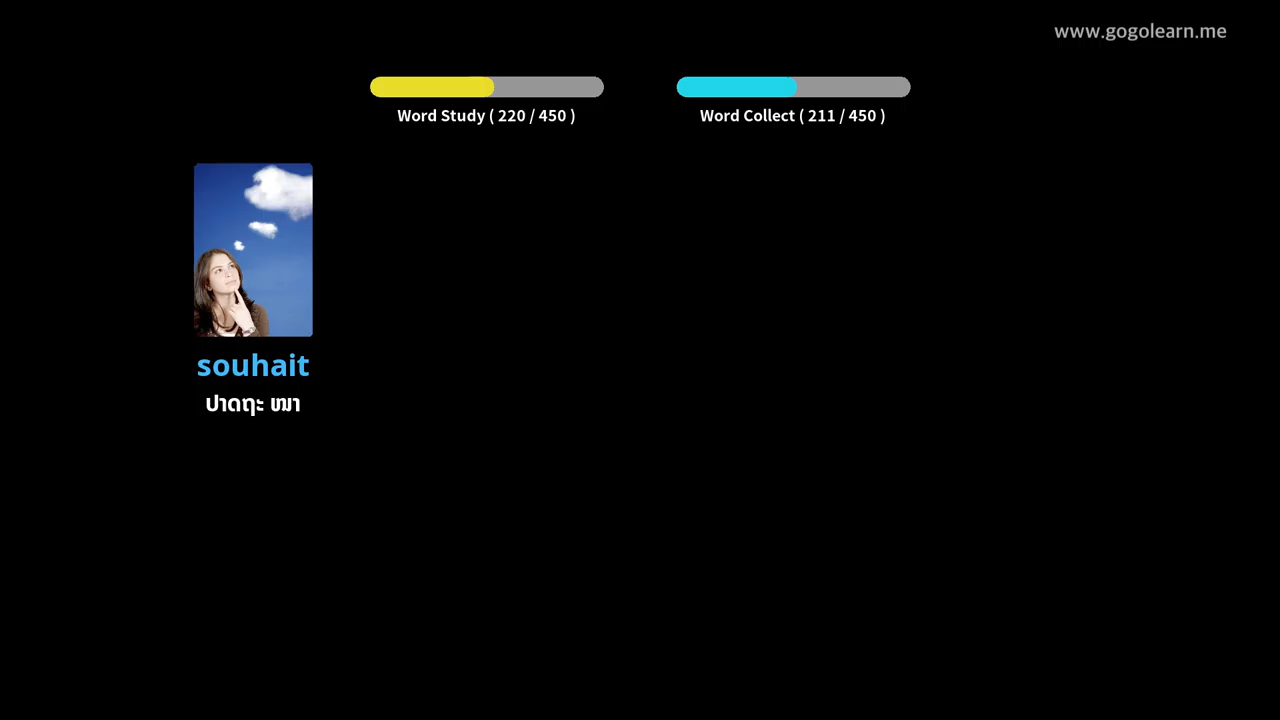 www.gogolearn.me
Word Study ( 220 / 450 )
Word Collect ( 211 / 450 )
souhait
ປາດຖະ ໜາ